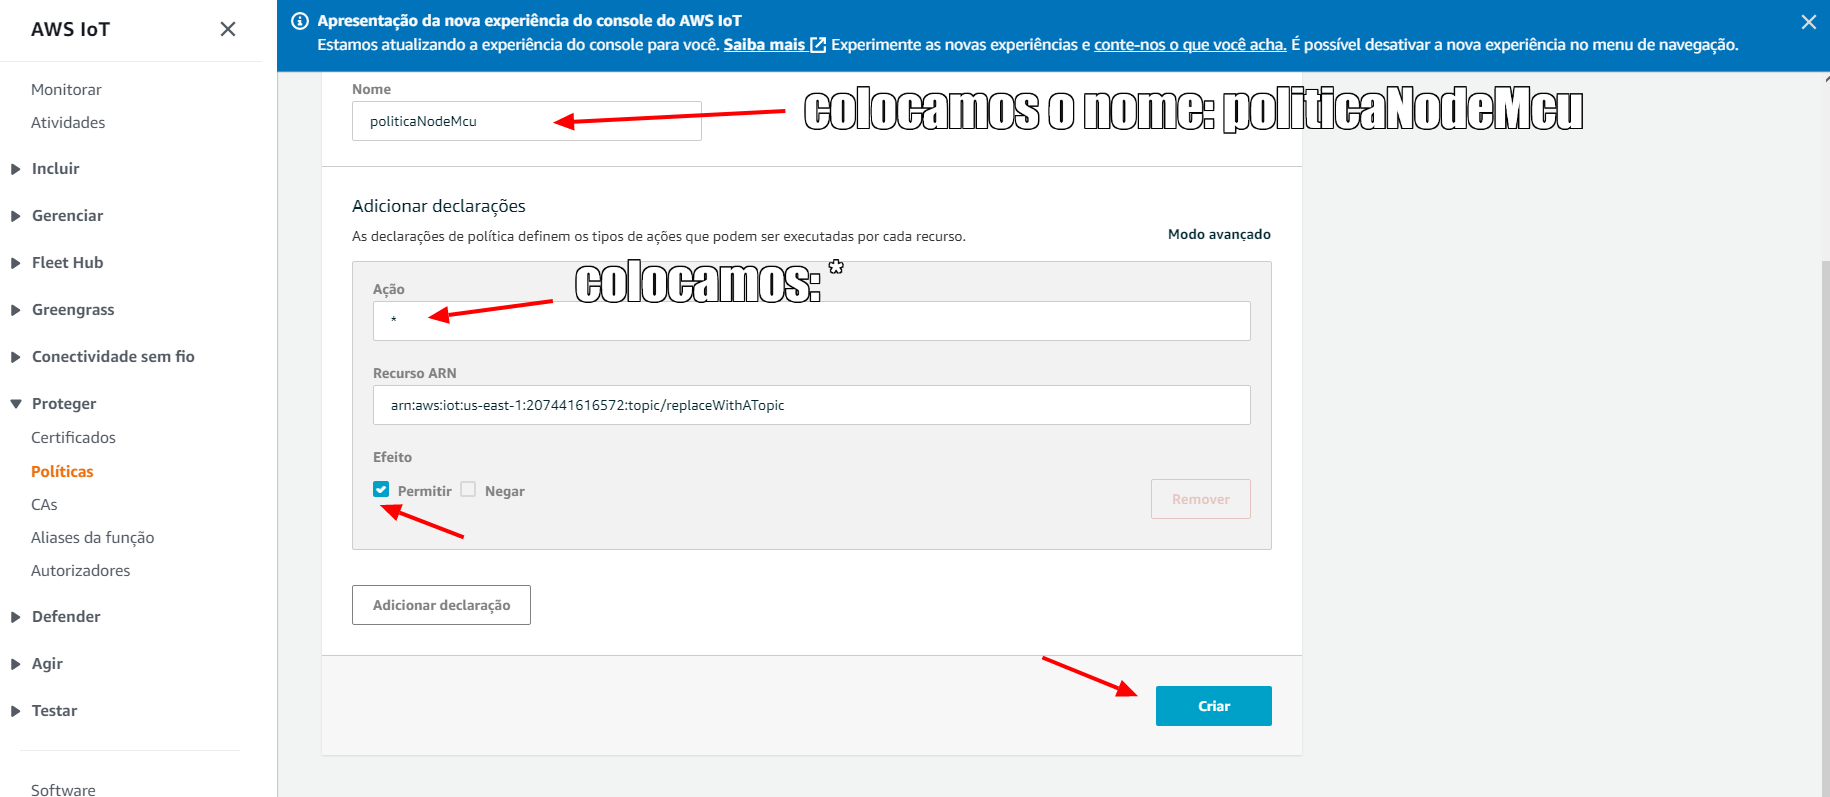 AWS IoT
Monitorar
Atividades
Incluir
Gerenciar
Fleet Hub
Greengrass
Conectividade sem fio
Proteger
Certificados
Políticas
CAs
Aliases da função
Autorizadores
Defender
Agir
Testar
Software
Apresentação da nova experiência do console do AWS IoT
Estamos atualizando a experiência do console para você. Saiba mais Experimente as novas experiências e conte-nos o que você acha. É possível desativar a nova experiência no menu de navegação.
Nome
politicaNodeMcu
colocamos o nome: politicaNodeMcu
Adicionar declarações
As declarações de política definem os tipos de ações que podem ser executadas por cada recurso.
Modo avançado
colocamos: *
Ação
*
Recurso ARN
arn:aws:iot:us-east-1:207441616572:topic/replaceWithATopic
Efeito
Permitir Negar
Remover
Adicionar declaração
Criar